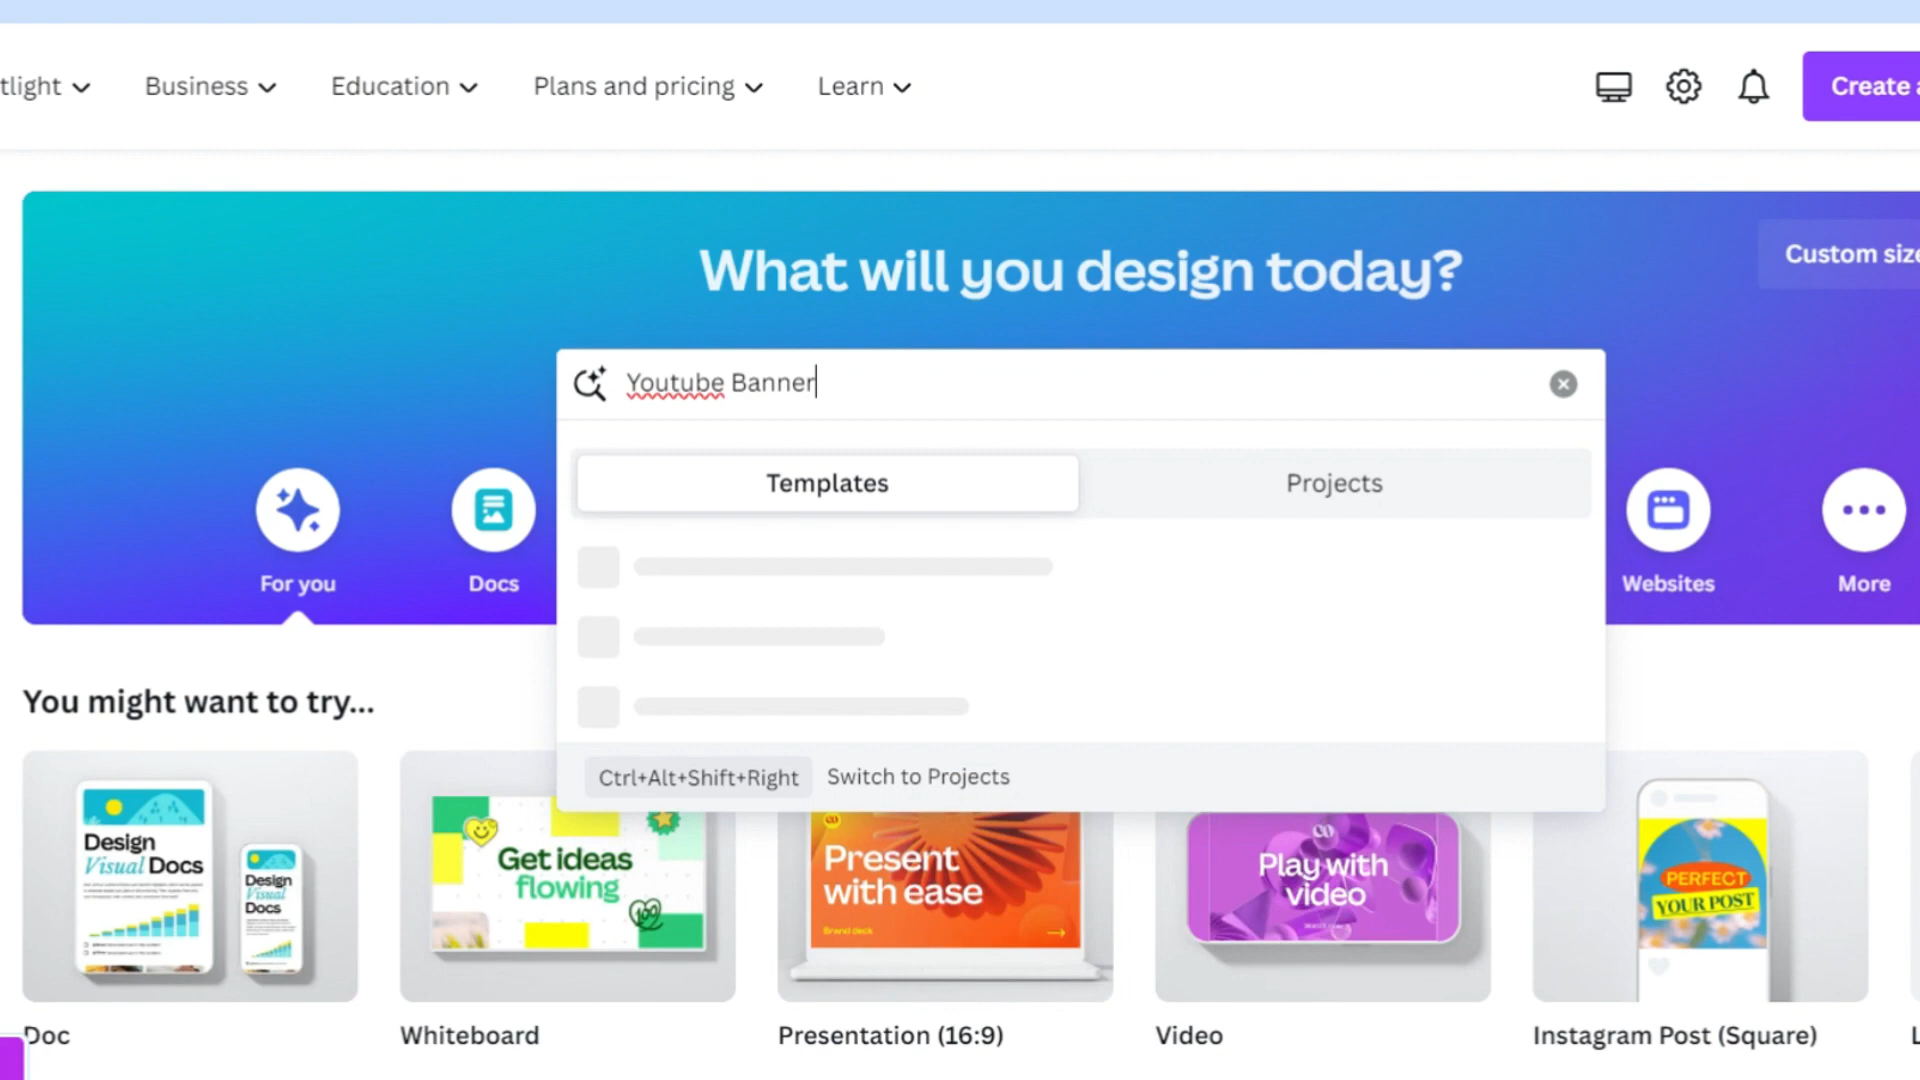 tlight
Business
Education
Plans and pricing
Learn
Create a
What will you design today?
Custom size
Youtube Banner
Templates
Projects
For you
Docs
Websites
More
Ctrl+Alt+Shift+Right Switch to Projects
You might want to try...
Design
Visual Docs
Design
Visual
Docs
Get ideas
flowing
100
Present
with ease
Brand deck
Play with
video
PERFECT
YOUR POST
Doc
Whiteboard
Presentation (16:9)
Video
Instagram Post (Square)
L